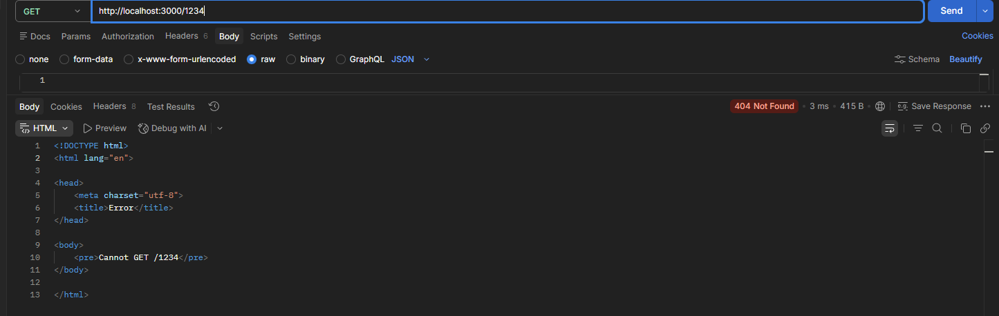 GET http://localhost:3000/1234 Send
Docs Params Authorization Headers 6 Body Scripts Settings Cookies
none form-data x-www-form-urlencoded raw binary GraphQL JSON Schema Beautify
1
Body Cookies Headers 8 Test Results 404 Not Found • 3 ms • 415 B • e.g. Save Response
HTML Preview Debug with AI
1 <!DOCTYPE html>
2 <html lang="en">
3
4 <head>
5 <meta charset="utf-8">
6 <title>Error</title>
7 </head>
8
9 <body>
10 <pre>Cannot GET /1234</pre>
11 </body>
12
13 </html>